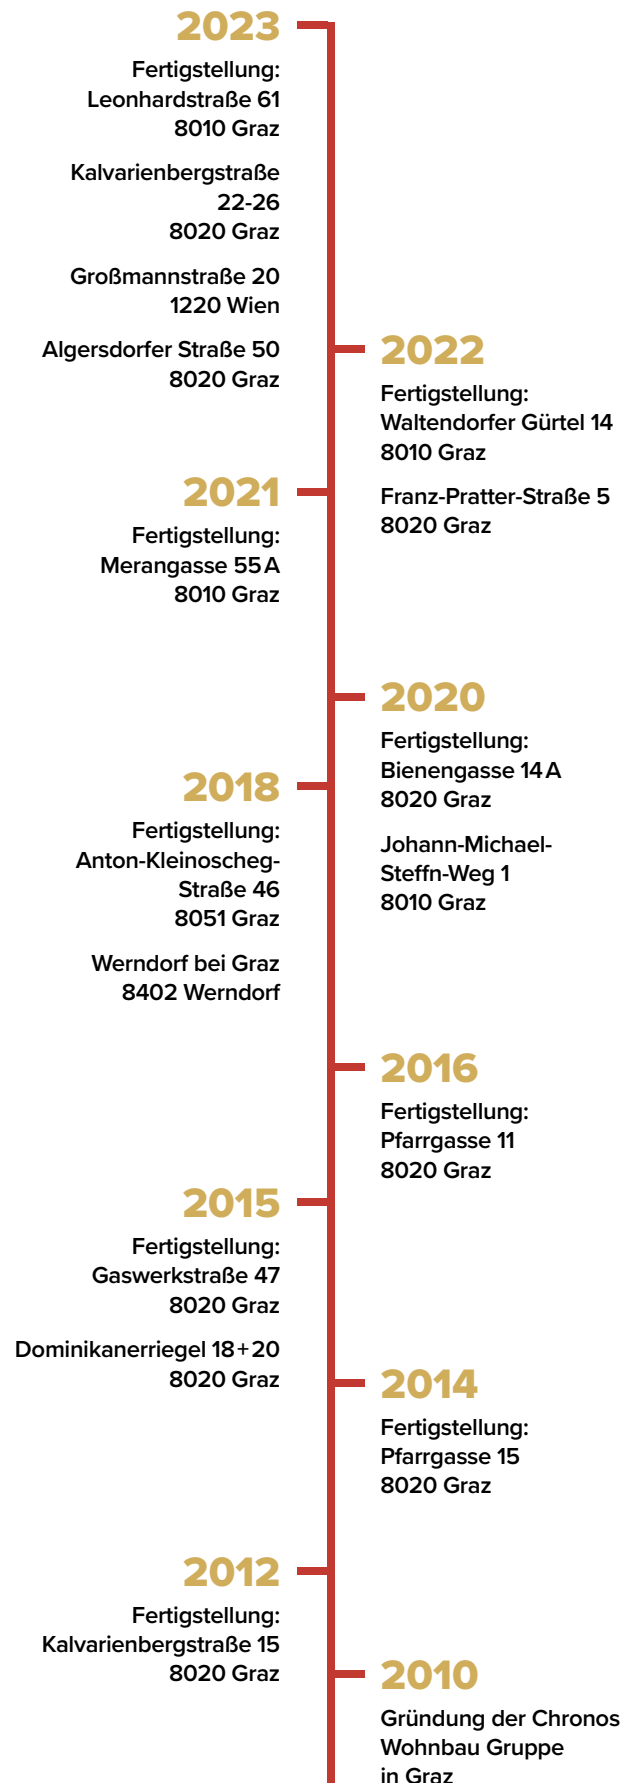 2023
Fertigstellung:
Leonhardstraße 61
8010 Graz
Kalvarienbergstraße
22-26
8020 Graz
Großmannstraße 20
1220 Wien
Algersdorfer Straße 50
8020 Graz
2022
Fertigstellung:
Waltendorfer Gürtel 14
8010 Graz
Franz-Pratter-Straße 5
8020 Graz
2021
Fertigstellung:
Merangasse 55 A
8010 Graz
2020
Fertigstellung:
Bienengasse 14 A
8020 Graz
Johann-Michael-
Steffn-Weg 1
8010 Graz
2018
Fertigstellung:
Anton-Kleinoscheg-
Straße 46
8051 Graz
Werndorf bei Graz
8402 Werndorf
2016
Fertigstellung:
Pfarrgasse 11
8020 Graz
2015
Fertigstellung:
Gaswerkstraße 47
8020 Graz
Dominikanerriegel 18+20
8020 Graz
2014
Fertigstellung:
Pfarrgasse 15
8020 Graz
2012
Fertigstellung:
Kalvarienbergstraße 15
8020 Graz
2010
Gründung der Chronos
Wohnbau Gruppe
in Graz